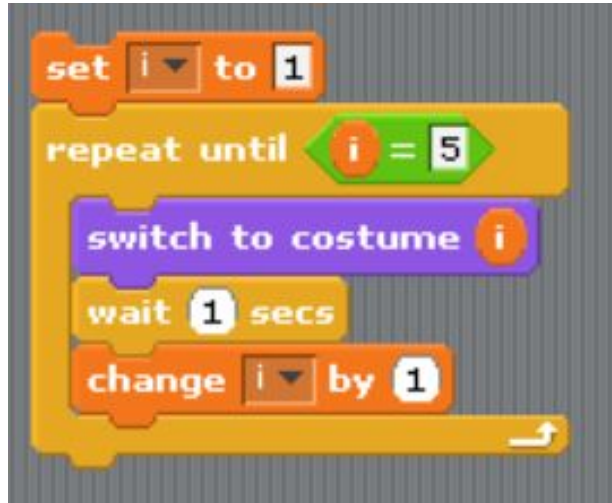 set i to 1
repeat until i = 5
switch to costume i
wait 1 secs
change i by 1